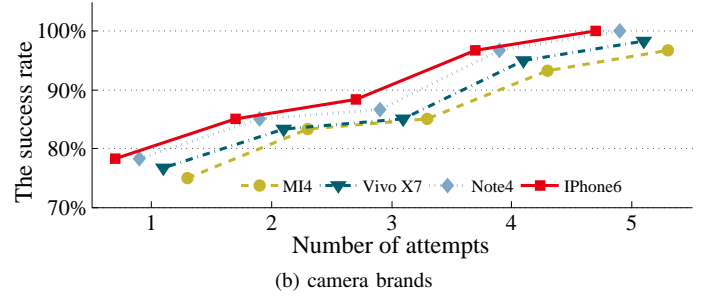 The success rate
100%
90%
80%
70%
MI4 Vivo X7 Note4 IPhone6
1 2 3 4 5
Number of attempts
(b) camera brands